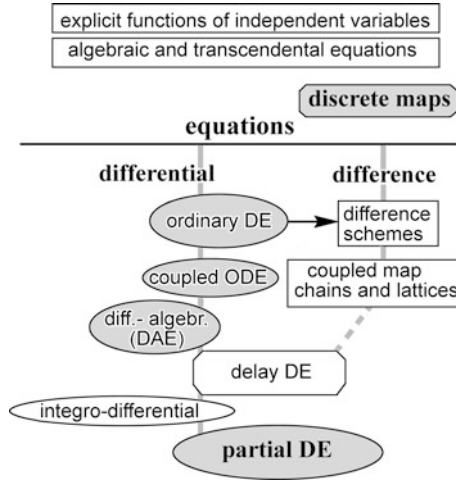 explicit functions of independent variables
algebraic and transcendental equations
discrete maps
equations
differential
difference
ordinary DE
difference
schemes
coupled ODE
coupled map
chains and lattices
diff.- algebr.
(DAE)
delay DE
integro-differential
partial DE